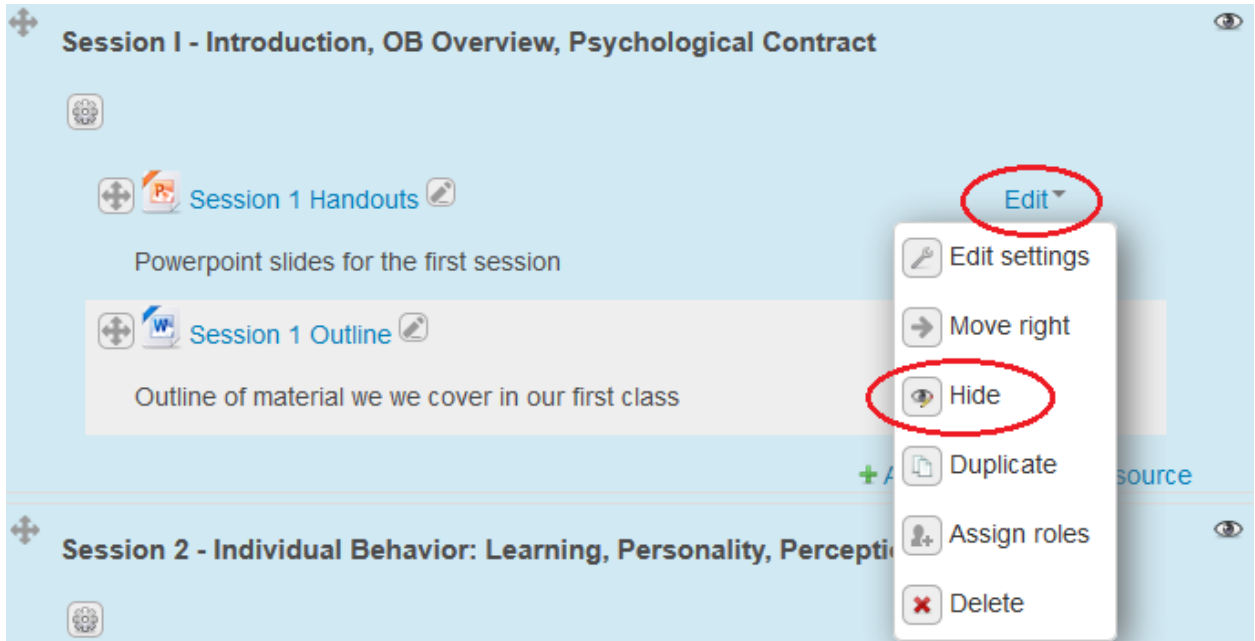 Session I - Introduction, OB Overview, Psychological Contract
Session 1 Handouts
Edit
Powerpoint slides for the first session
Edit settings
Move right
Session 1 Outline
Outline of material we we cover in our first class
Hide
Duplicate
source
Session 2 - Individual Behavior: Learning, Personality,
Assign roles
Delete